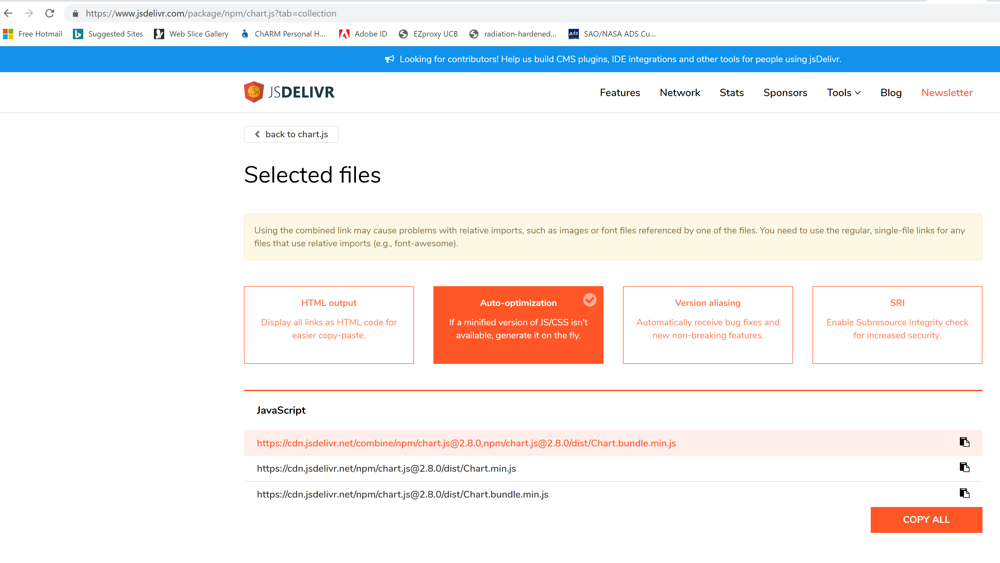 https://www.jsdelivr.com/package/npm/chart.js?tab=collection
Free Hotmail
Suggested Sites
Web Slice Gallery
ChARM Personal H...
Adobe ID
EZproxy UCB
radiation-hardened...
SAO/NASA ADS Cu...
Looking for contributors! Help us build CMS plugins, IDE integrations and other tools for people using jsDelivr.
JSDELIVR
Features
Network
Stats
Sponsors
Tools
Blog
Newsletter
back to chart.js
Selected files
Using the combined link may cause problems with relative imports, such as images or font files referenced by one of the files. You need to use the regular, single-file links for any
files that use relative imports (e.g., font-awesome).
HTML output
Display all links as HTML code for
easier copy-paste.
Auto-optimization
If a minified version of JS/CSS isn't
available, generate it on the fly.
Version aliasing
Automatically receive bug fixes and
new non-breaking features.
SRI
Enable Subresource Integrity check
for increased security.
JavaScript
https://cdn.jsdelivr.net/combine/npm/chart.js@2.8.0,npm/chart.js@2.8.0/dist/Chart.bundle.min.js
https://cdn.jsdelivr.net/npm/chart.js@2.8.0/dist/Chart.min.js
https://cdn.jsdelivr.net/npm/chart.js@2.8.0/dist/Chart.bundle.min.js
COPY ALL